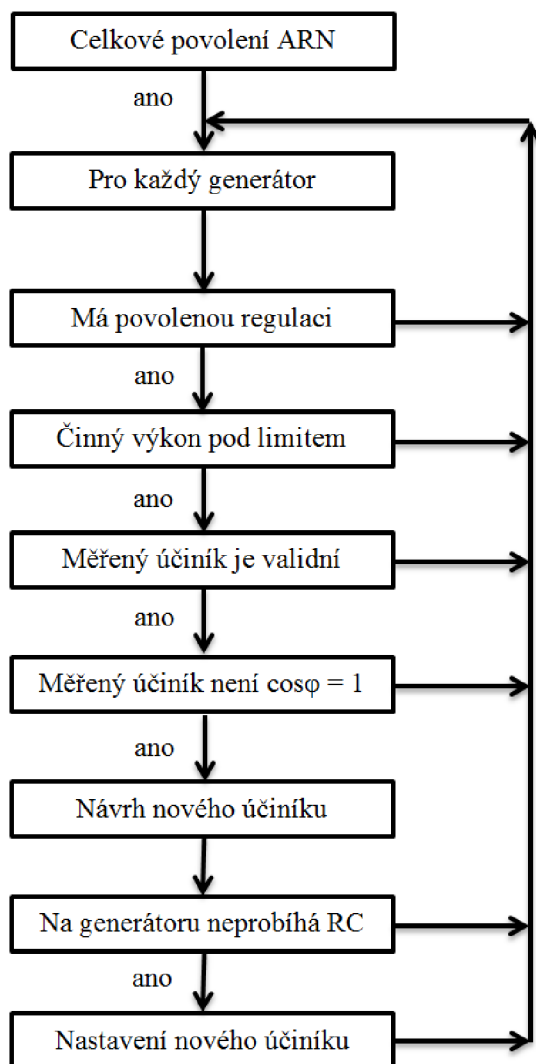 Celkové povolení ARN
ano
Pro každý generátor
Má povolenou regulaci
ano
Činný výkon pod limitem
ano
Měřený účiník je validní
ano
Měřený účiník není cosφ = 1
ano
Návrh nového účiníku
Na generátoru neprobíhá RC
ano
Nastavení nového účiníku